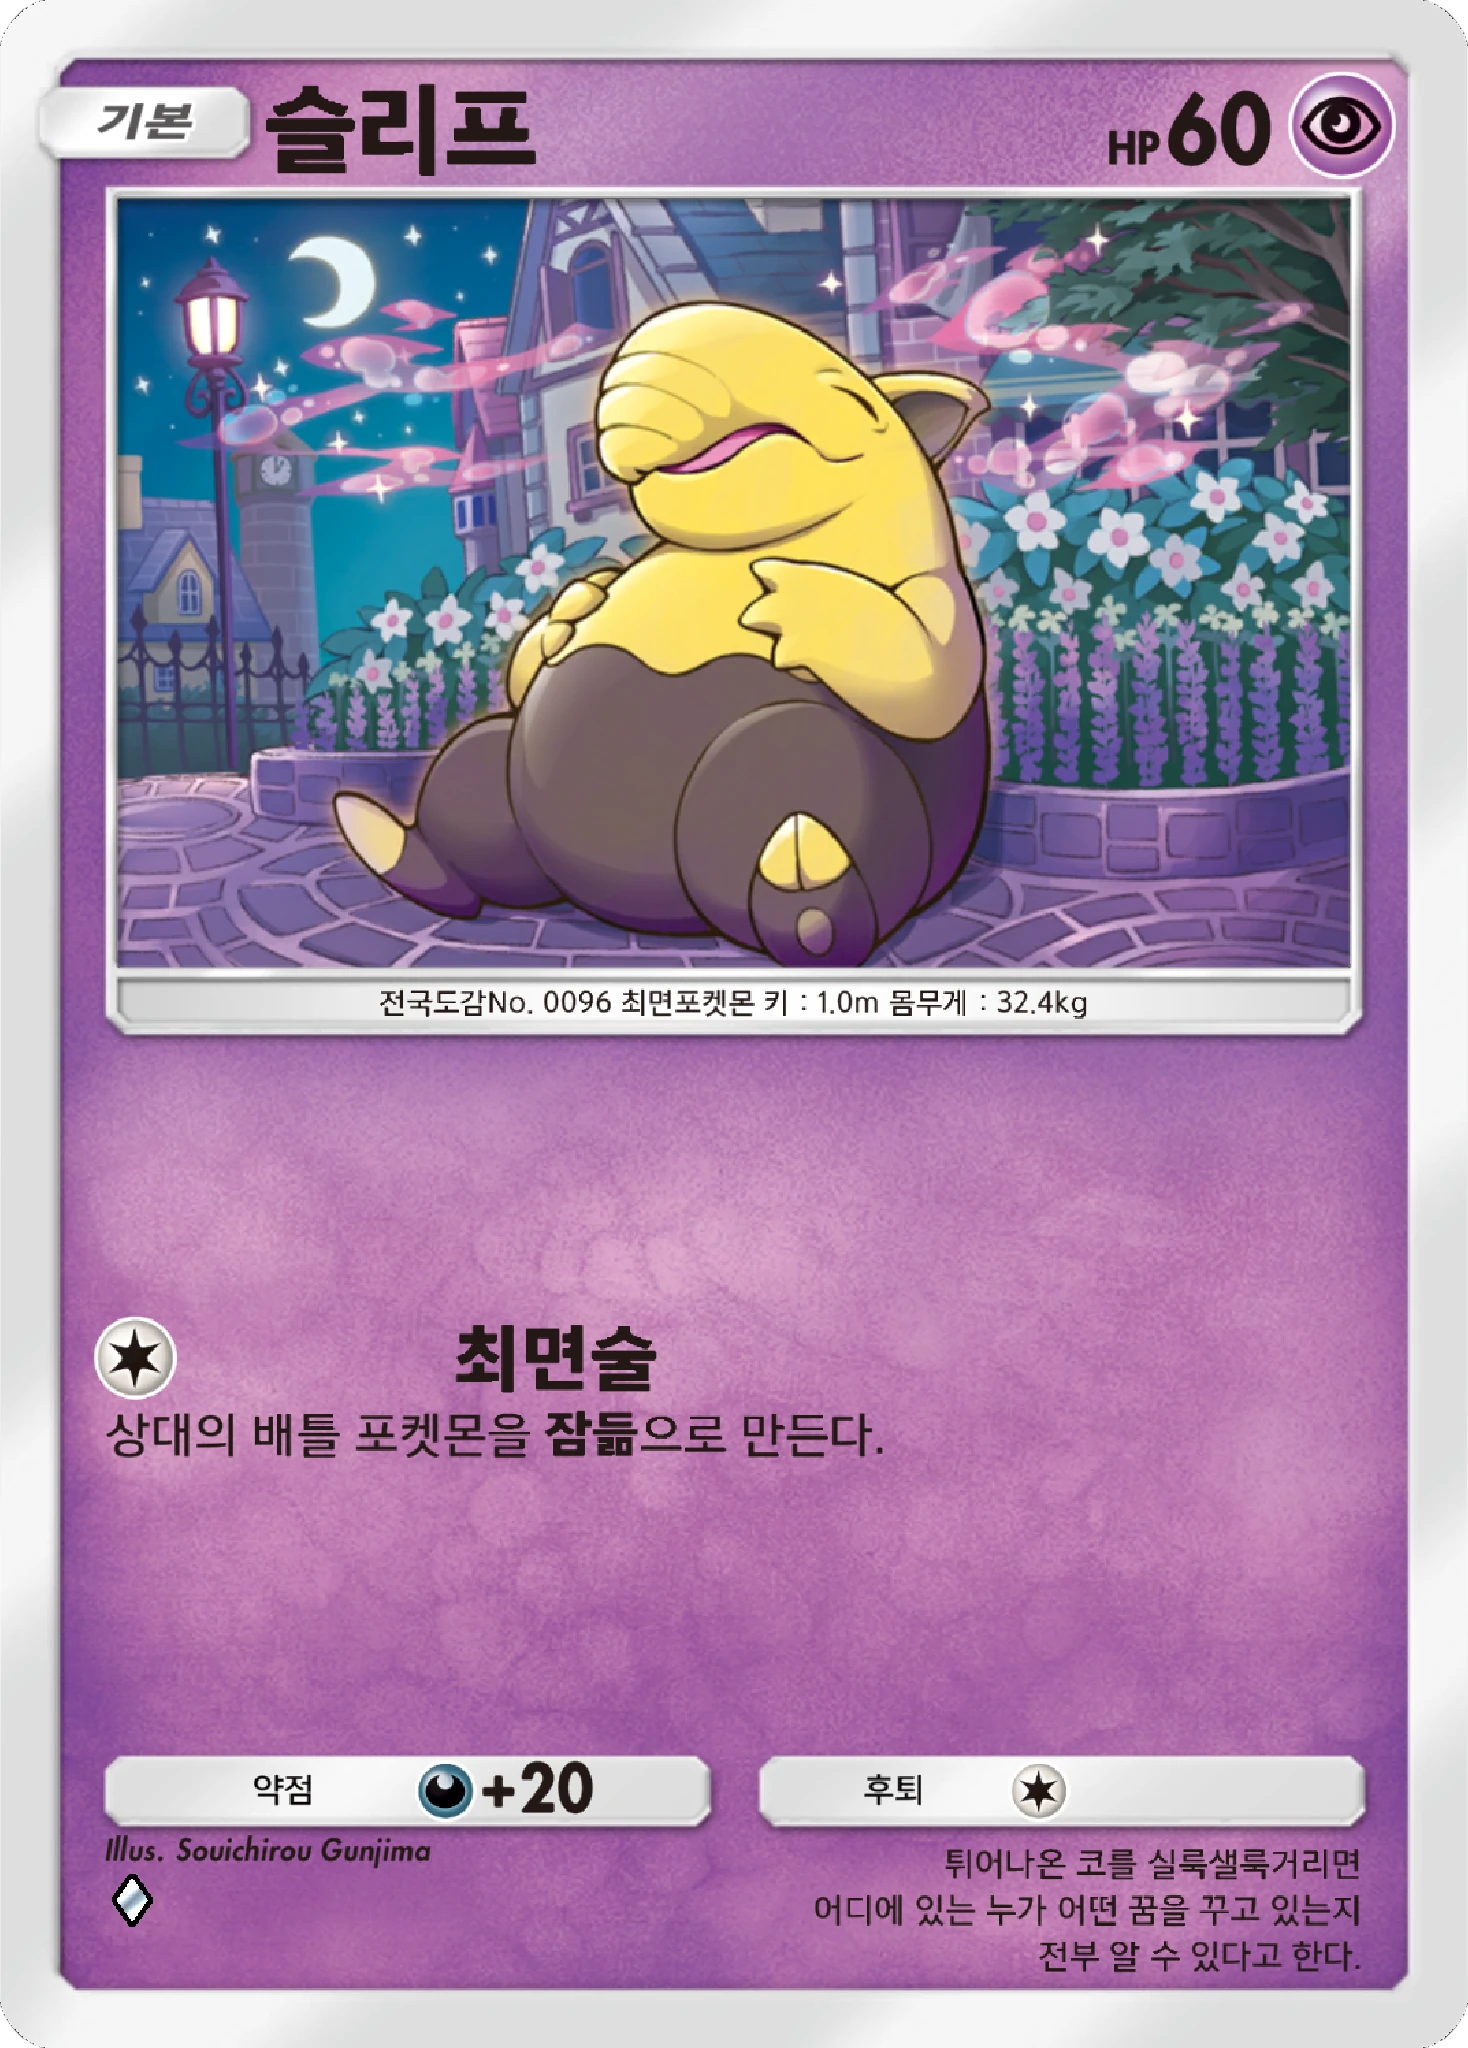 기본 슬리프 HP 60
전국도감No. 0096 최면포켓몬 키 : 1.0m 몸무게 : 32.4kg
최면술
상대의 배틀 포켓몬을 잠듦으로 만든다.
약점 +20 후퇴
Illus. Souichirou Gunjima
튀어나온 코를 실룩샐룩거리면
어디에 있는 누가 어떤 꿈을 꾸고 있는지
전부 알 수 있다고 한다.